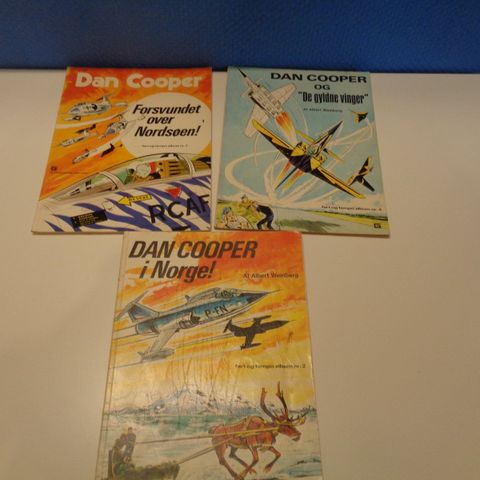 Dan Cooper
Forsvundet
over
Nordsøen!
RCAF
DAN COOPER
OG
"De gyldne vinger"
Af Albert Weinberg
DAN COOPER
i Norge!
Af Albert Weinberg
Fart og tempo album nr. 2